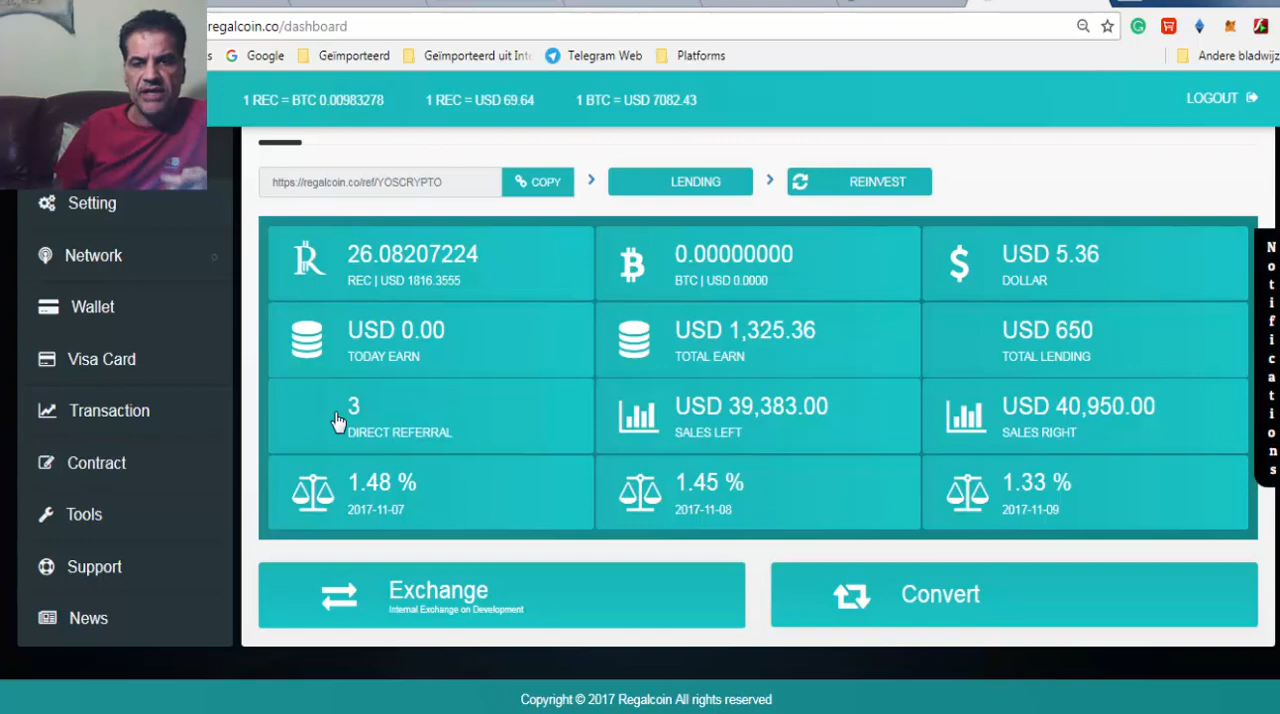 regalcoin.co/dashboard
s Google Geïmporteerd Geïmporteerd uit Inte Telegram Web Platforms Andere bladwijz
1 REC = BTC 0.00983278 1 REC = USD 69.64 1 BTC = USD 7082.43 LOGOUT
https://regalcoin.co/ref/YOSCRYPTO COPY LENDING REINVEST
Setting
Network
Wallet
Visa Card
Transaction
Contract
Tools
Support
News
26.08207224
REC | USD 1816.3555
0.00000000
BTC | USD 0.0000
USD 5.36
DOLLAR
USD 0.00
TODAY EARN
USD 1,325.36
TOTAL EARN
USD 650
TOTAL LENDING
3
DIRECT REFERRAL
USD 39,383.00
SALES LEFT
USD 40,950.00
SALES RIGHT
1.48 %
2017-11-07
1.45 %
2017-11-08
1.33 %
2017-11-09
Exchange
Internal Exchange on Development
Convert
Notifications
Copyright © 2017 Regalcoin All rights reserved